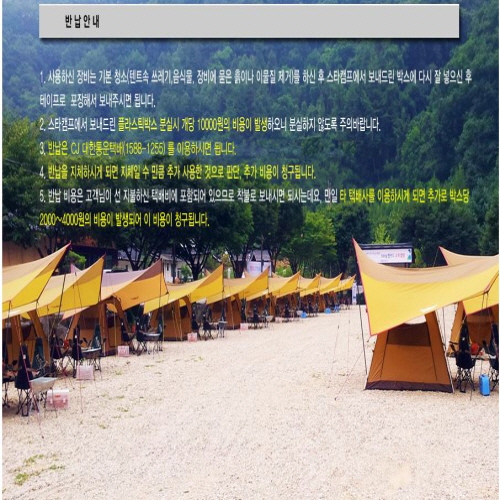 반납안내
1. 사용하신 장비는 기본 청소(텐트속 쓰레기,음식물, 장비에 묻은 흙이나 이물질 제거)를 하신 후 스타캠프에서 보내드린 박스에 다시 잘 넣으신 후
테이프로 포장해서 보내주시면 됩니다.
2. 스타캠프에서 보내드린 플라스틱박스 분실시 개당 10000원의 비용이 발생하오니 분실하지 않도록 주의바랍니다.
3. 반납은 CJ 대한통운택배(1588-1255) 를 이용하시면 됩니다.
4. 반납을 지체하시게 되면 지체일 수 만큼 추가 사용한 것으로 판단, 추가 비용이 청구됩니다.
5. 반납 비용은 고객님이 선 지불하신 택배비에 포함되어 있으므로 착불로 보내시면 되시는데요, 만일 타 택배사를 이용하시게 되면 추가로 박스당
2000~4000원의 비용이 발생되어 이 비용이 청구됩니다.